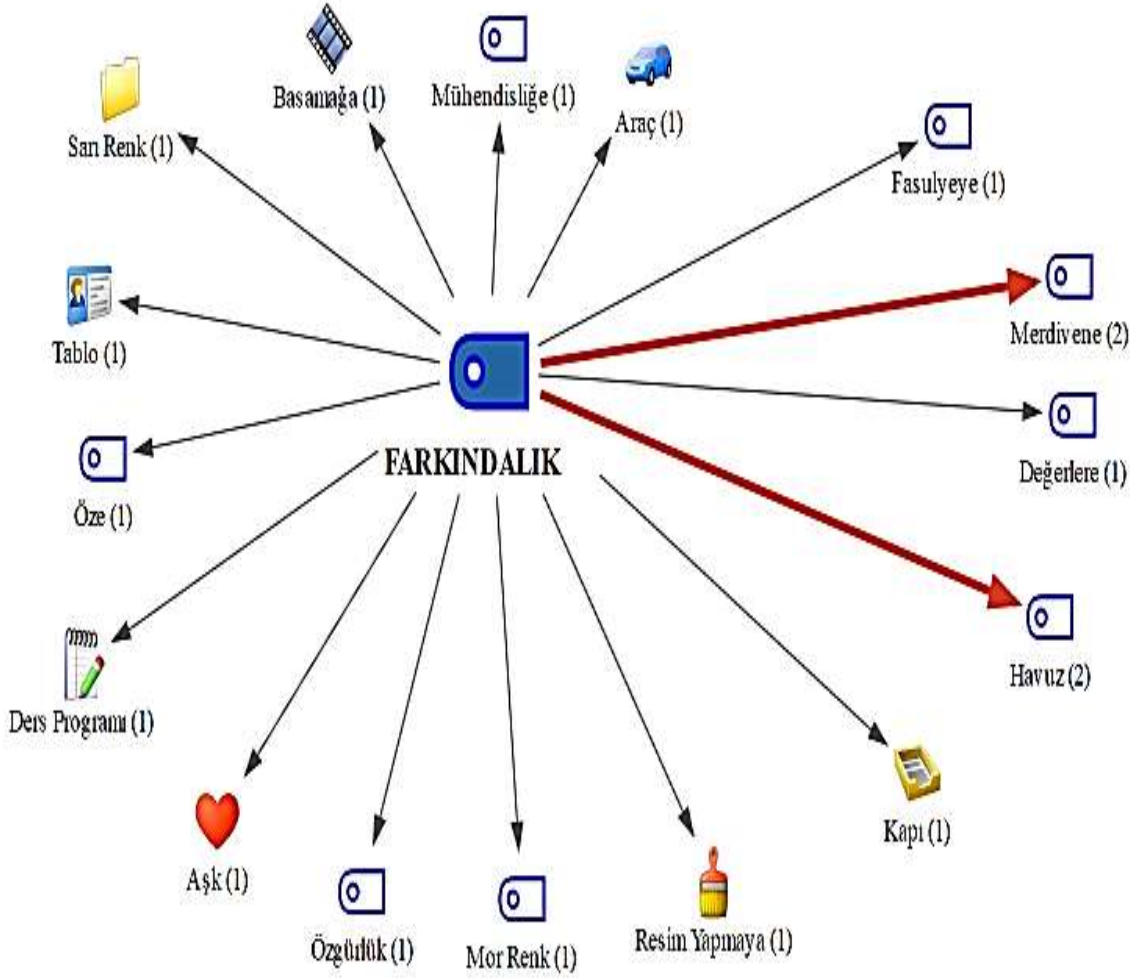 Basamağa (1)
Mühendisliğe (1)
Araç (1)
Sarı Renk (1)
Fasulyeye (1)
Merdivene (2)
Tablo (1)
FARKINDALIK
Değerlere (1)
Öze (1)
Havuz (2)
Ders Programı (1)
Kapı (1)
Aşk (1)
Özgürlük (1)
Mor Renk (1)
Resim Yapmaya (1)